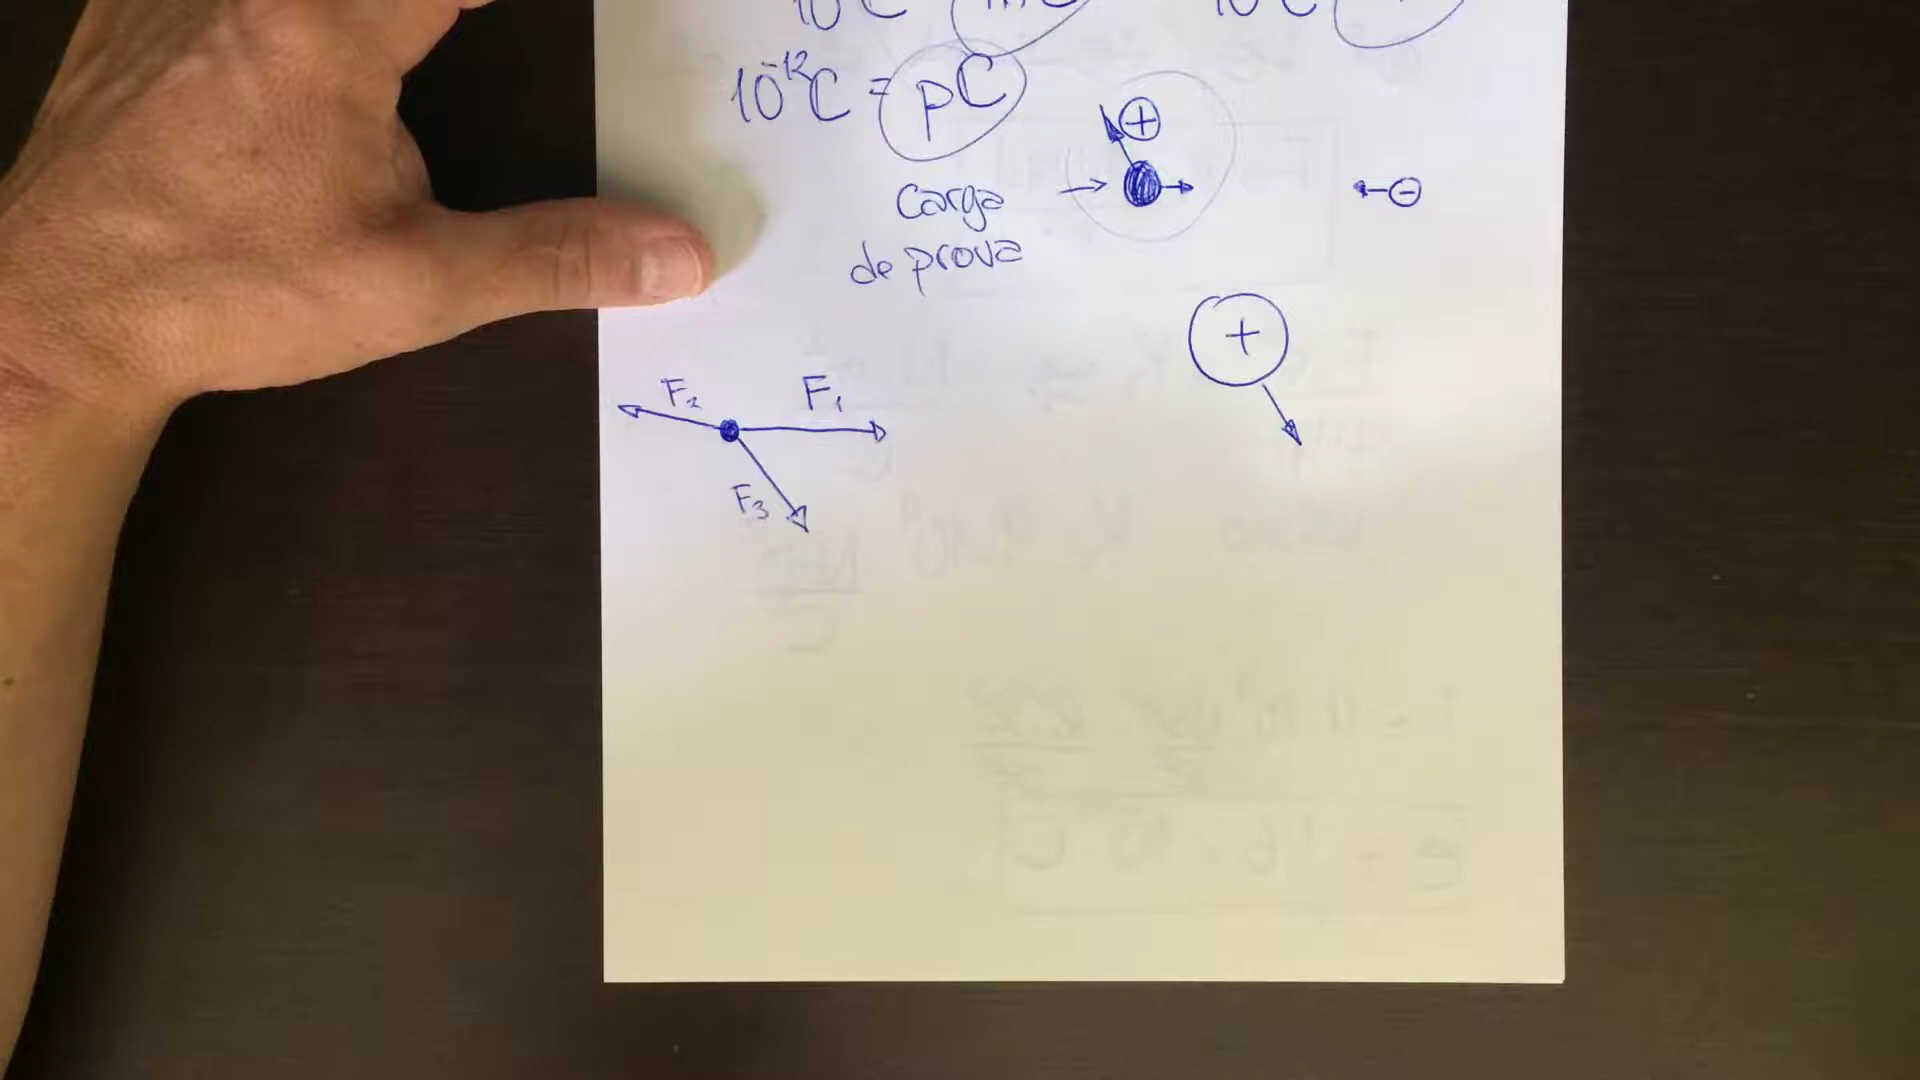 10⁻¹²C = pC
+
Carga
de prova
-
+
F₂
F₁
F₃